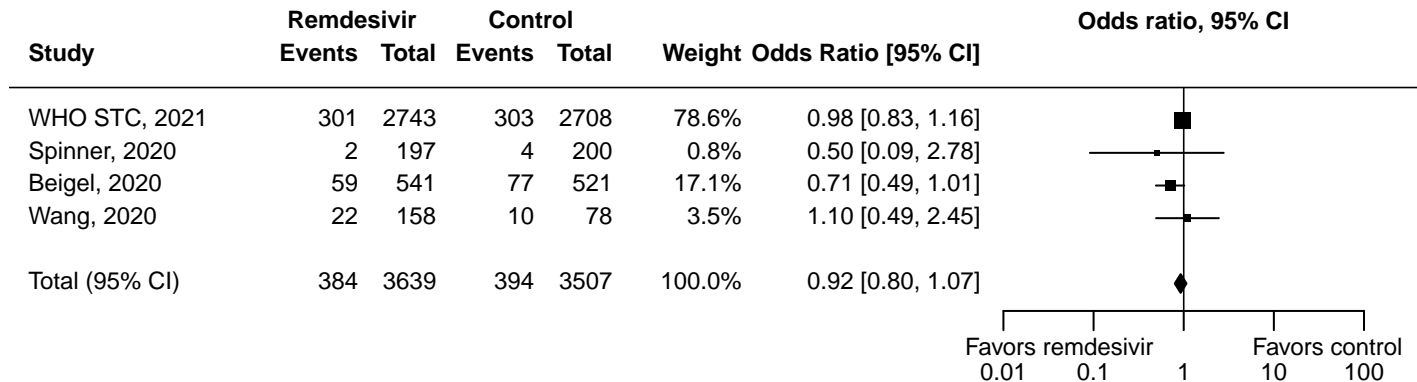 Remdesivir Control Odds ratio, 95% CI
Study Events Total Events Total Weight Odds Ratio [95% CI]
WHO STC, 2021 301 2743 303 2708 78.6% 0.98 [0.83, 1.16]
Spinner, 2020 2 197 4 200 0.8% 0.50 [0.09, 2.78]
Beigel, 2020 59 541 77 521 17.1% 0.71 [0.49, 1.01]
Wang, 2020 22 158 10 78 3.5% 1.10 [0.49, 2.45]
Total (95% CI) 384 3639 394 3507 100.0% 0.92 [0.80, 1.07]
Favors remdesivir Favors control
0.01 0.1 1 10 100